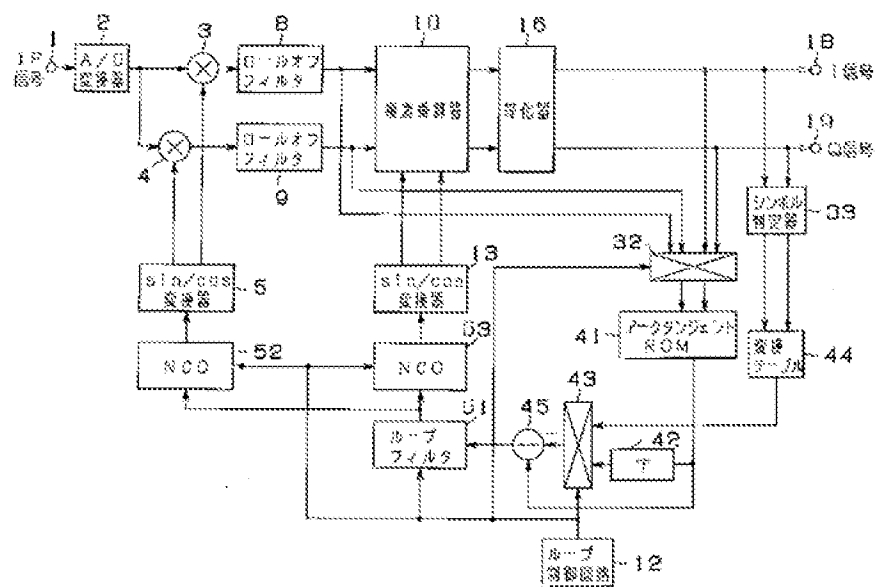 1
IF
信号
2
A/D
変換器
3
4
8
ロールオフ
フィルタ
ロールオフ
フィルタ
9
10
16
等化器
18
I信号
19
Q信号
シンボル
判定器
33
32
sin/cos
変換器
5
13
sin/cos
変換器
アークタンジェント
ROM
41
変換
テーブル
44
NCO
52
NCO
43
45
ループ
フィルタ
42
T
ループ
制御回路
12